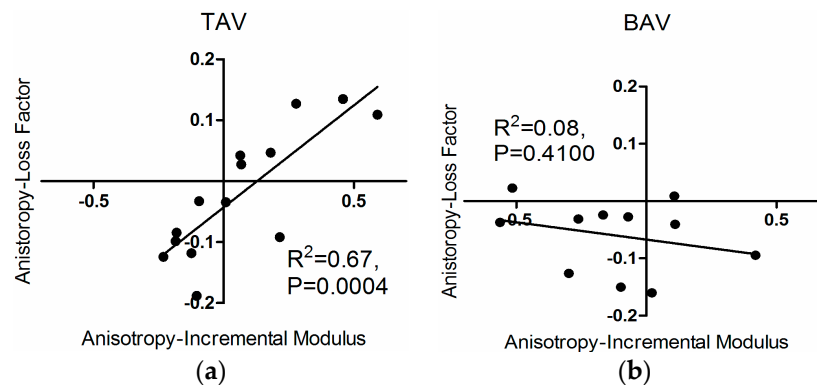 TAV
0.2
0.1
-0.5
0.5
-0.1
-0.2
R²=0.67,
P=0.0004
Anistoropy-Loss Factor
Anisotropy-Incremental Modulus
(a)
BAV
0.2
0.1
R²=0.08,
P=0.4100
-0.5
0.5
-0.1
-0.2
Anistoropy-Loss Factor
Anisotropy-Incremental Modulus
(b)